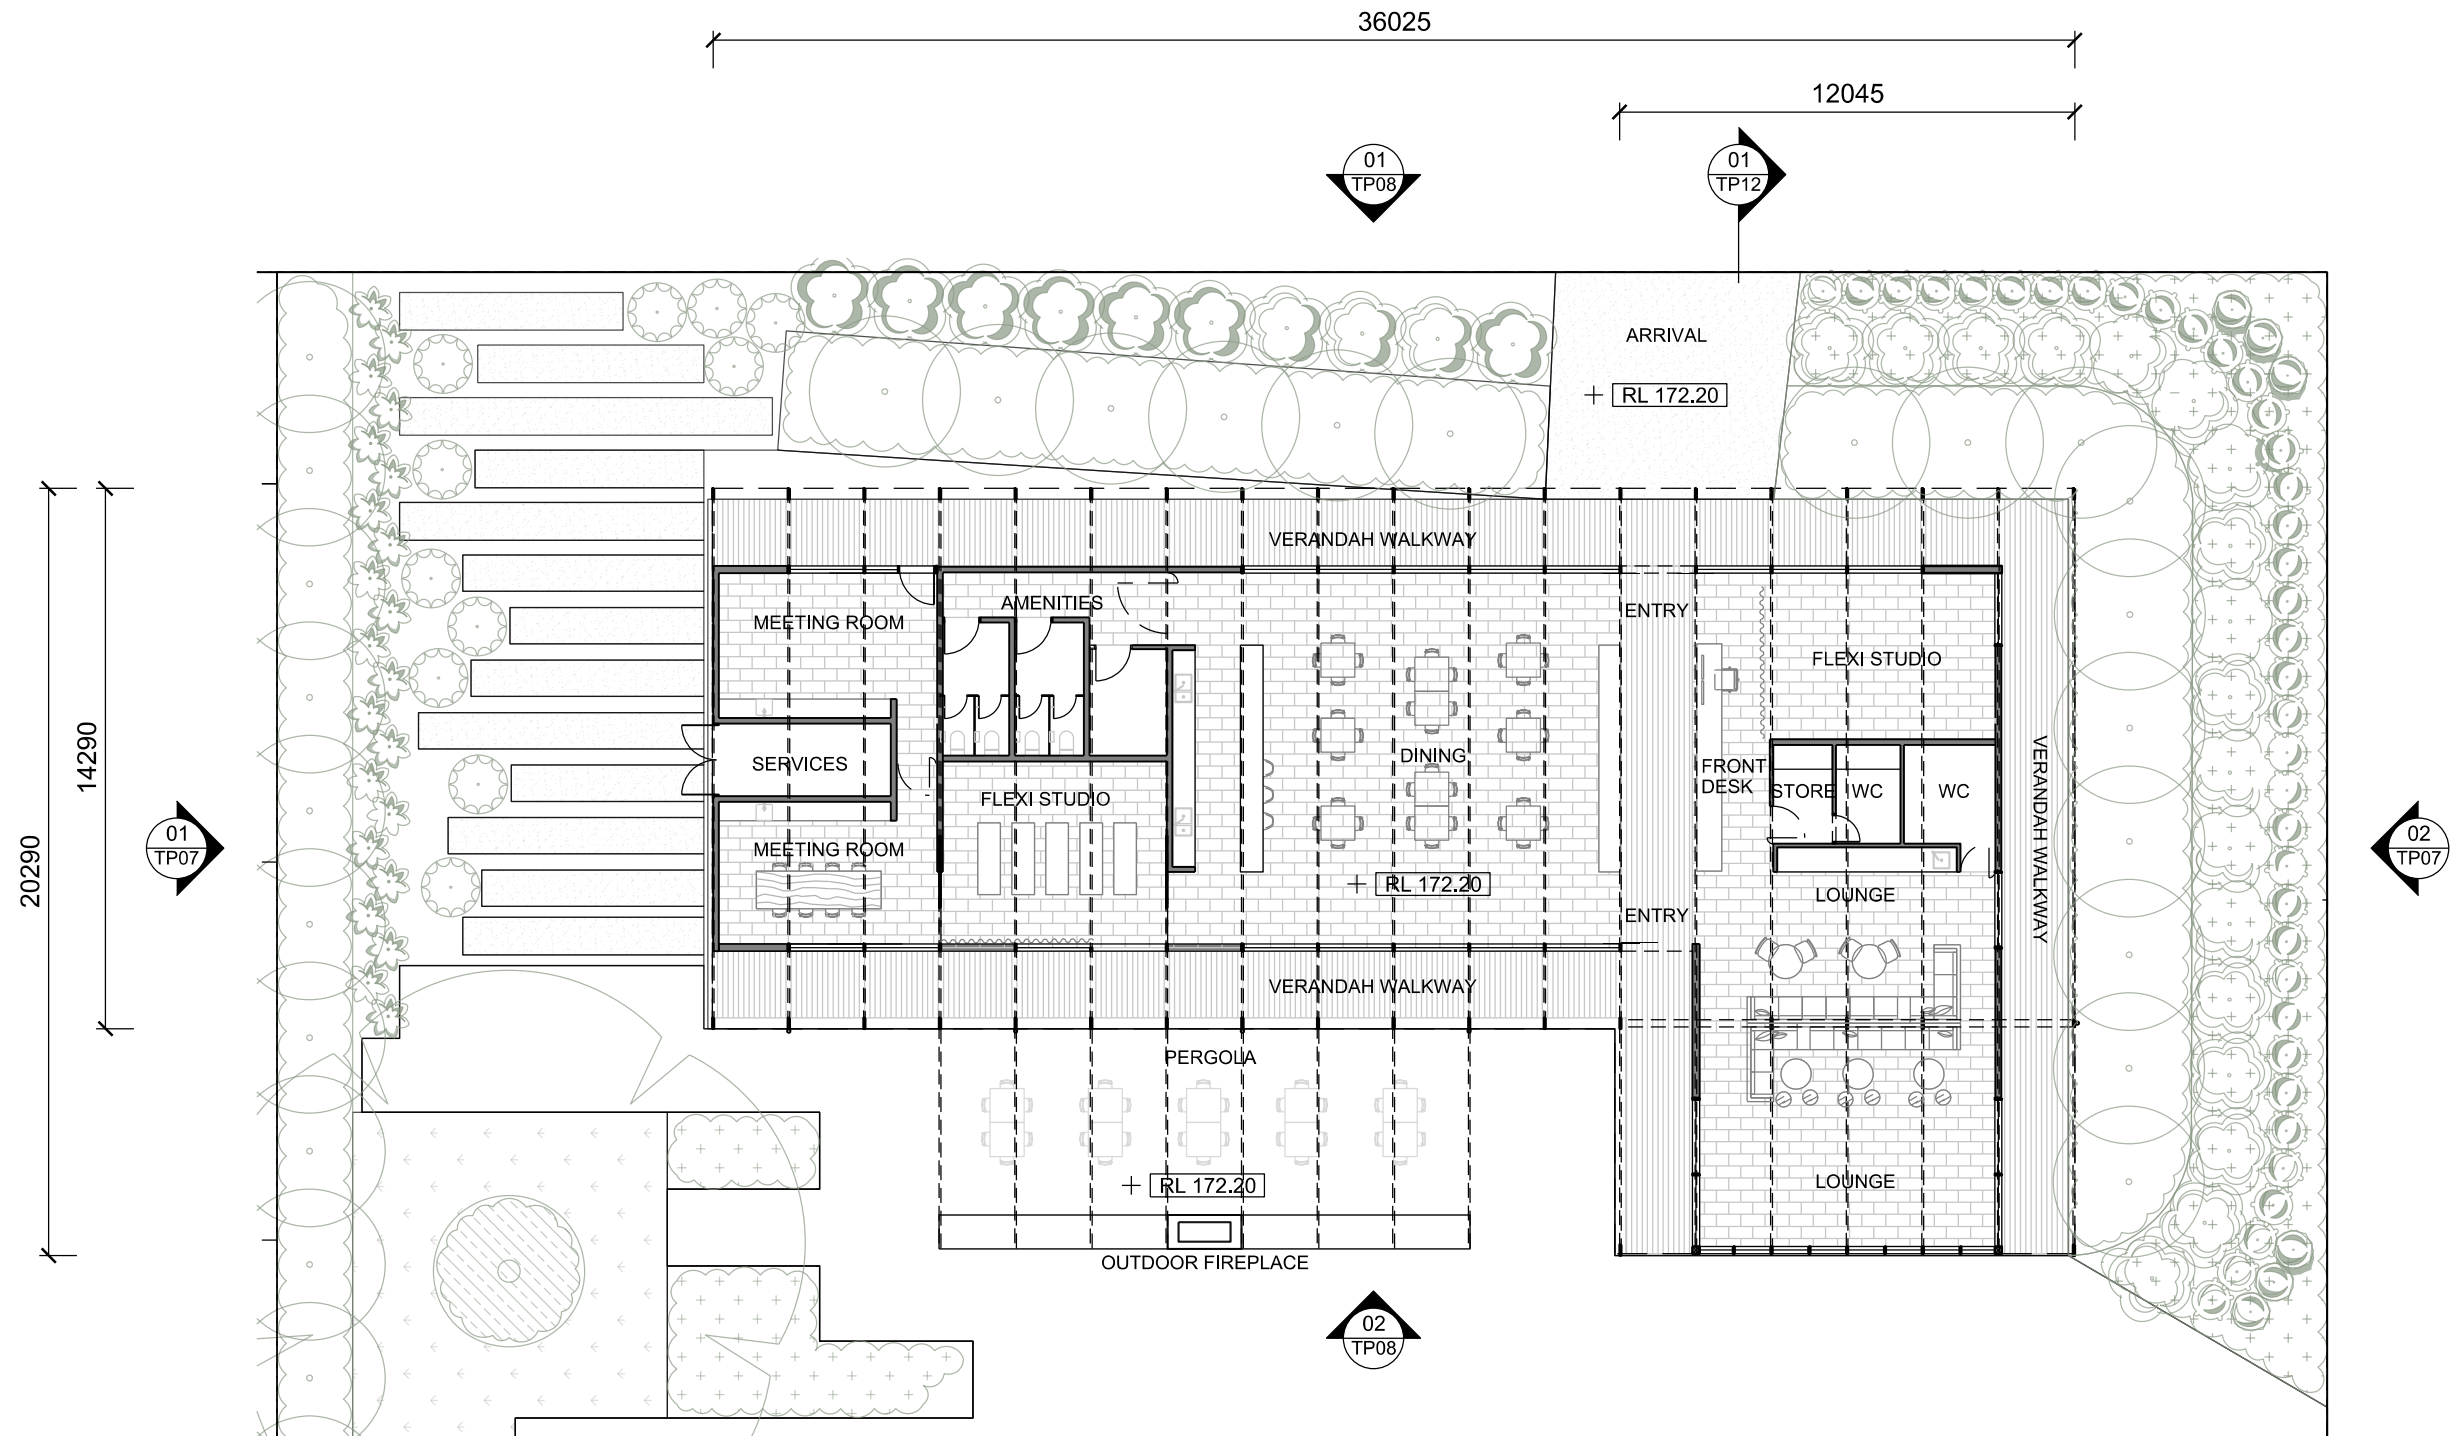 36025
12045
01
TP08
01
TP12
ARRIVAL
RL 172.20
VERANDAH WALKWAY
AMENITIES
ENTRY
MEETING ROOM
FLEXI STUDIO
14290
20290
SERVICES
DINING
FRONT
DESK
STORE
WC
WC
VERANDAH WALKWAY
FLEXI STUDIO
01
TP07
02
TP07
MEETING ROOM
RL 172.20
LOUNGE
ENTRY
VERANDAH WALKWAY
PERGOLA
RL 172.20
LOUNGE
OUTDOOR FIREPLACE
02
TP08